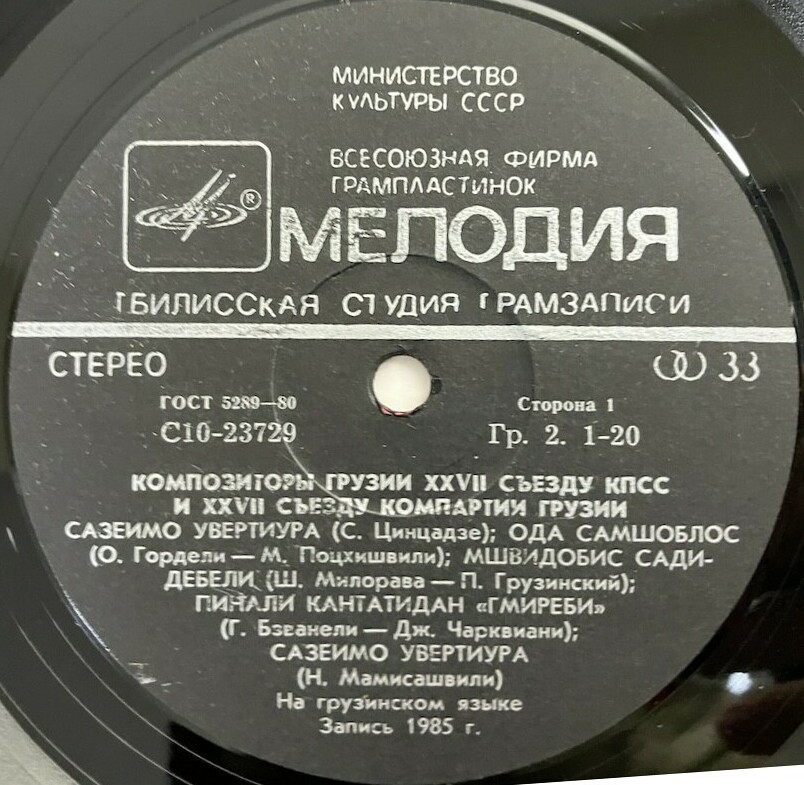 МИНИСТЕРСТВО
КУЛЬТУРЫ СССР
ВСЕСОЮЗНАЯ ФИРМА
ГРАМПЛАСТИНОК
®
МЕЛОДИЯ
ТБИЛИССКАЯ СТУДИЯ ГРАМЗАПИСИ
СТЕРЕО
33
ГОСТ 5289—80
Сторона 1
С10-23729
Гр. 2. 1-20
КОМПОЗИТОРЫ ГРУЗИИ XXVII СЪЕЗДУ КПСС
И XXVII СЪЕЗДУ КОМПАРТИИ ГРУЗИИ
САЗЕИМО УВЕРТИУРА (С. Цинцадзе); ОДА САМШОБЛОС
(О. Гордели — М. Поцхишвили); МШВИДОБИС САДИ-
ДЕБЕЛИ (Ш. Милорава — П. Грузинский);
ПИНАЛИ КАНТАТИДАН «ГМИРЕБИ»
(Г. Бзванели — Дж. Чарквиани);
САЗЕИМО УВЕРТИУРА
(Н. Мамисашвили)
На грузинском языке
Запись 1985 г.